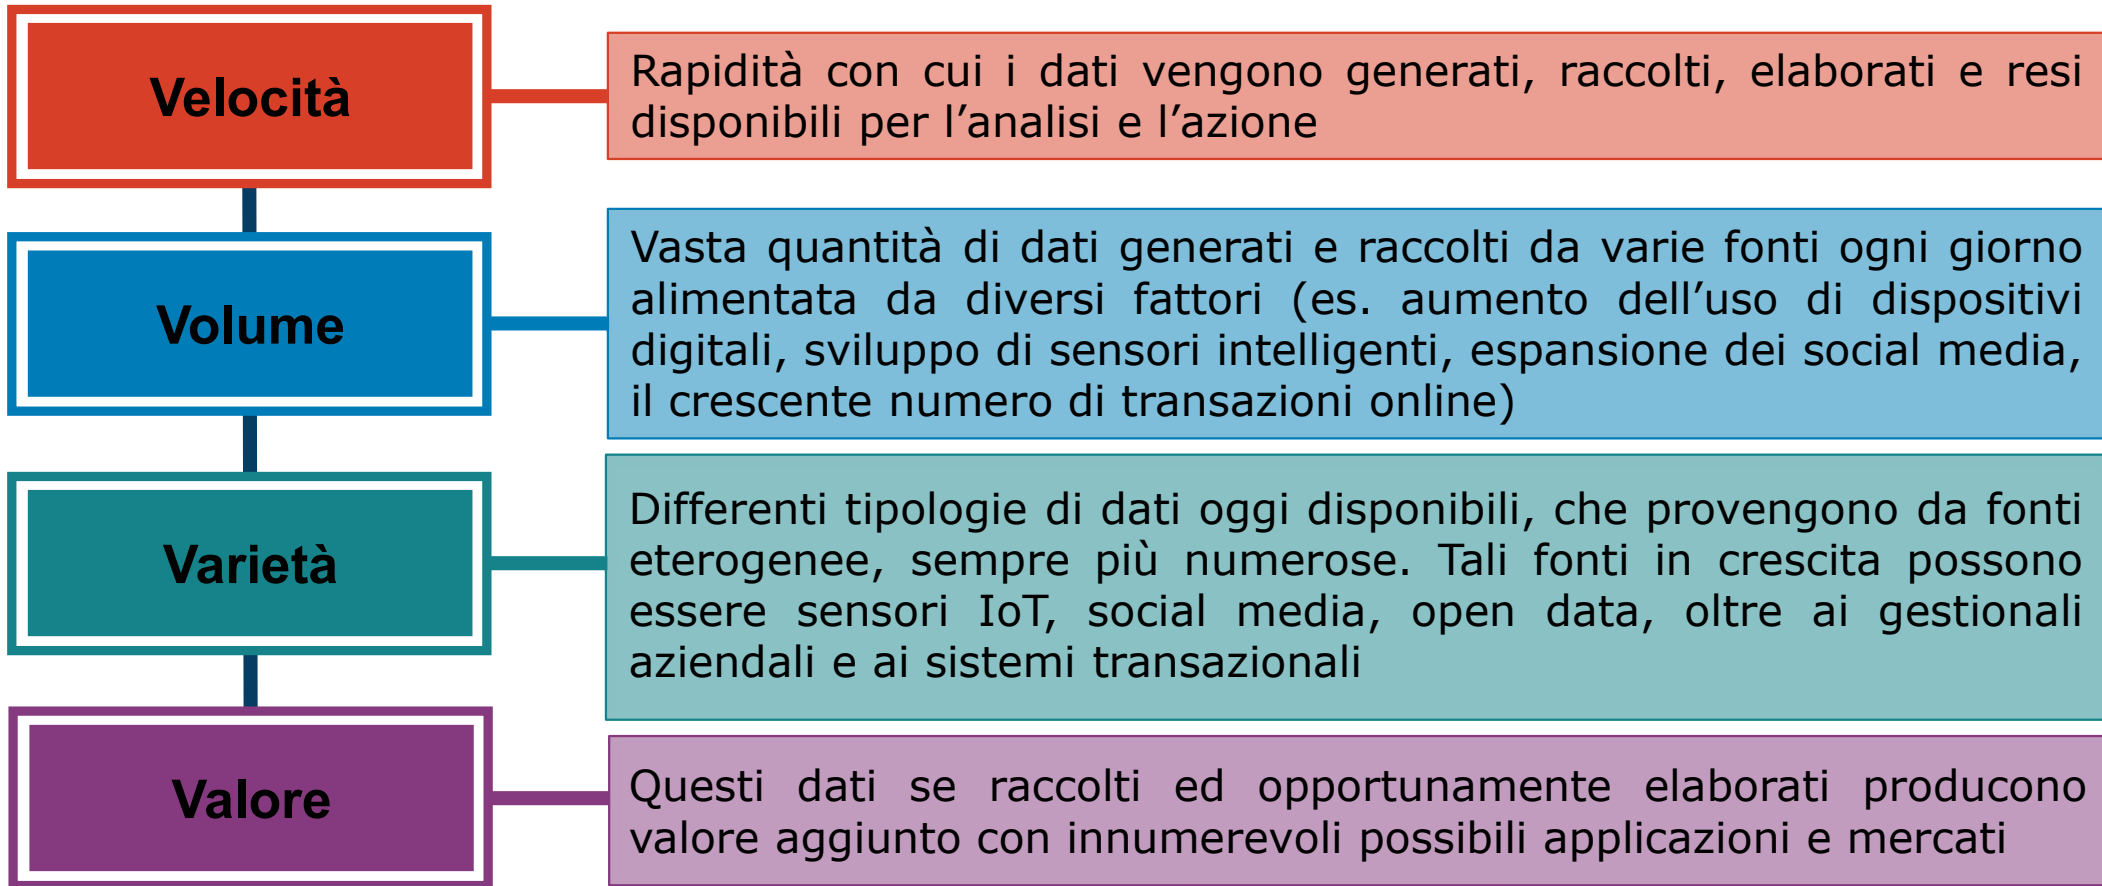 Velocità
Rapidità con cui i dati vengono generati, raccolti, elaborati e resi
disponibili per l’analisi e l’azione
Volume
Vasta quantità di dati generati e raccolti da varie fonti ogni giorno
alimentata da diversi fattori (es. aumento dell’uso di dispositivi
digitali, sviluppo di sensori intelligenti, espansione dei social media,
il crescente numero di transazioni online)
Varietà
Differenti tipologie di dati oggi disponibili, che provengono da fonti
eterogenee, sempre più numerose. Tali fonti in crescita possono
essere sensori IoT, social media, open data, oltre ai gestionali
aziendali e ai sistemi transazionali
Valore
Questi dati se raccolti ed opportunamente elaborati producono
valore aggiunto con innumerevoli possibili applicazioni e mercati